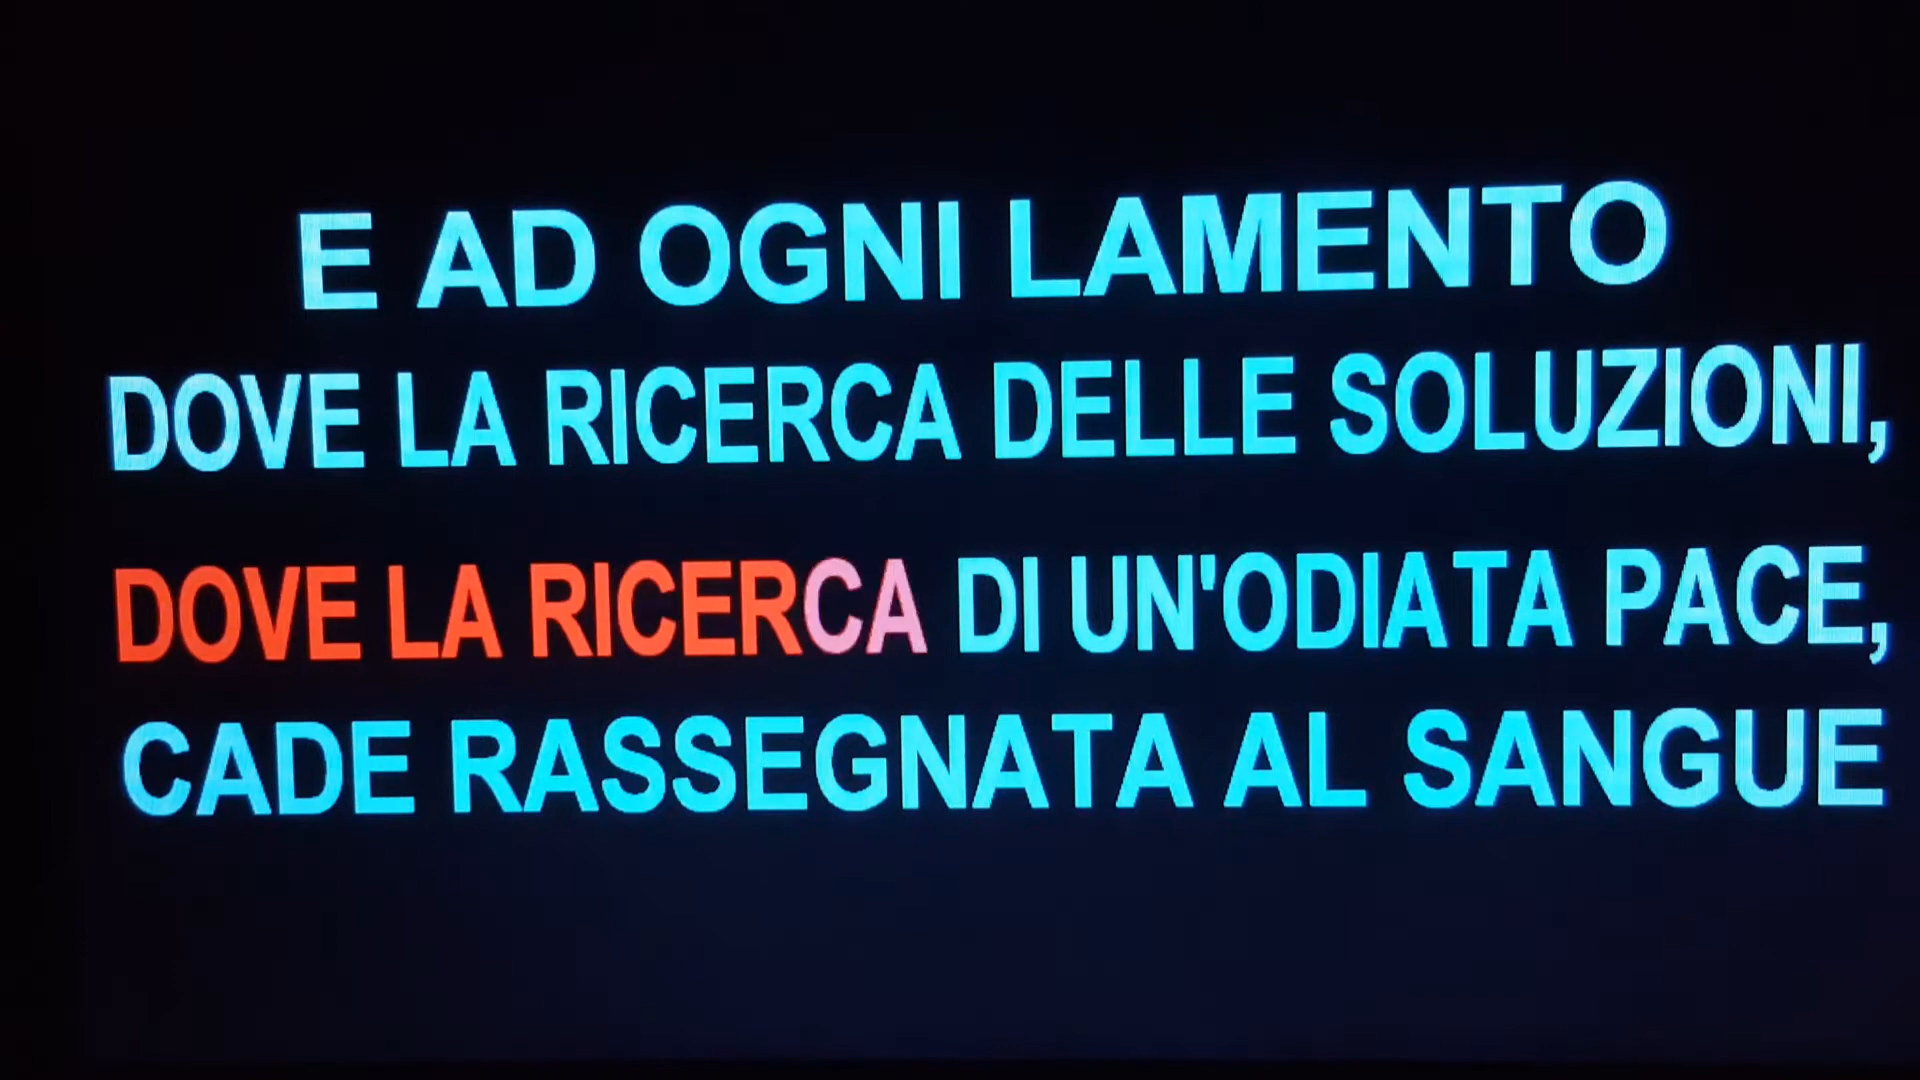 E AD OGNI LAMENTO
DOVE LA RICERCA DELLE SOLUZIONI,
DOVE LA RICERCA DI UN'ODIATA PACE,
CADE RASSEGNATA AL SANGUE